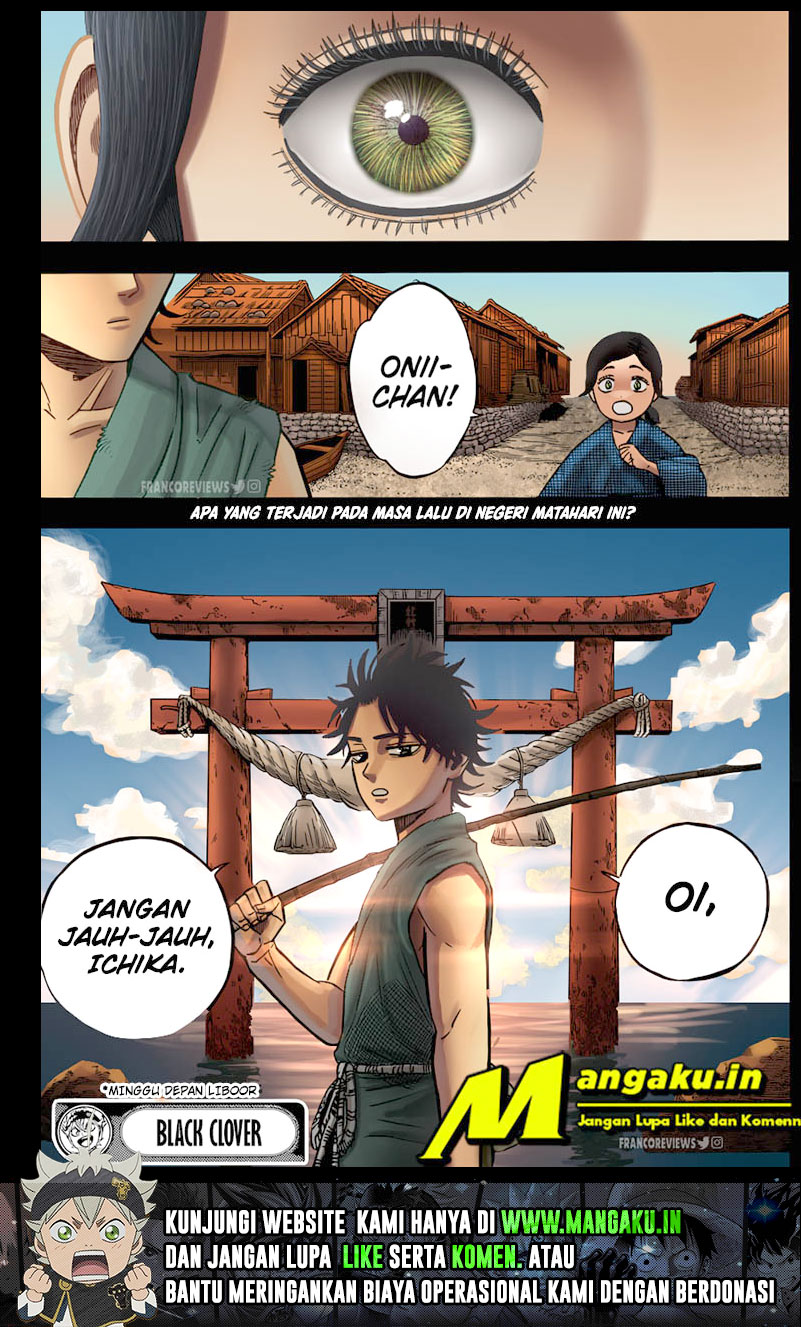 ONII-
CHAN!
FRANCOREVIEWS
APA YANG TERJADI PADA MASA LALU DI NEGERI MATAHARI INI?
OI,
JANGAN
JAUH-JAUH,
ICHIKA.
*MINGGU DEPAN LIBOOR
BLACK CLOVER
Mangaku.in
Jangan Lupa Like dan Komenn
FRANCOREVIEWS
KUNJUNGI WEBSITE KAMI HANYA DI WWW.MANGAKU.IN
DAN JANGAN LUPA LIKE SERTA KOMEN. ATAU
BANTU MERINGANKAN BIAYA OPERASIONAL KAMI DENGAN BERDONASI